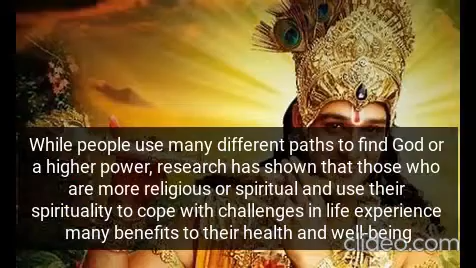 While people use many different paths to find God or
a higher power, research has shown that those who
are more religious or spiritual and use their
spirituality to cope with challenges in life experience
many benefits to their health and well-being
clideo.com